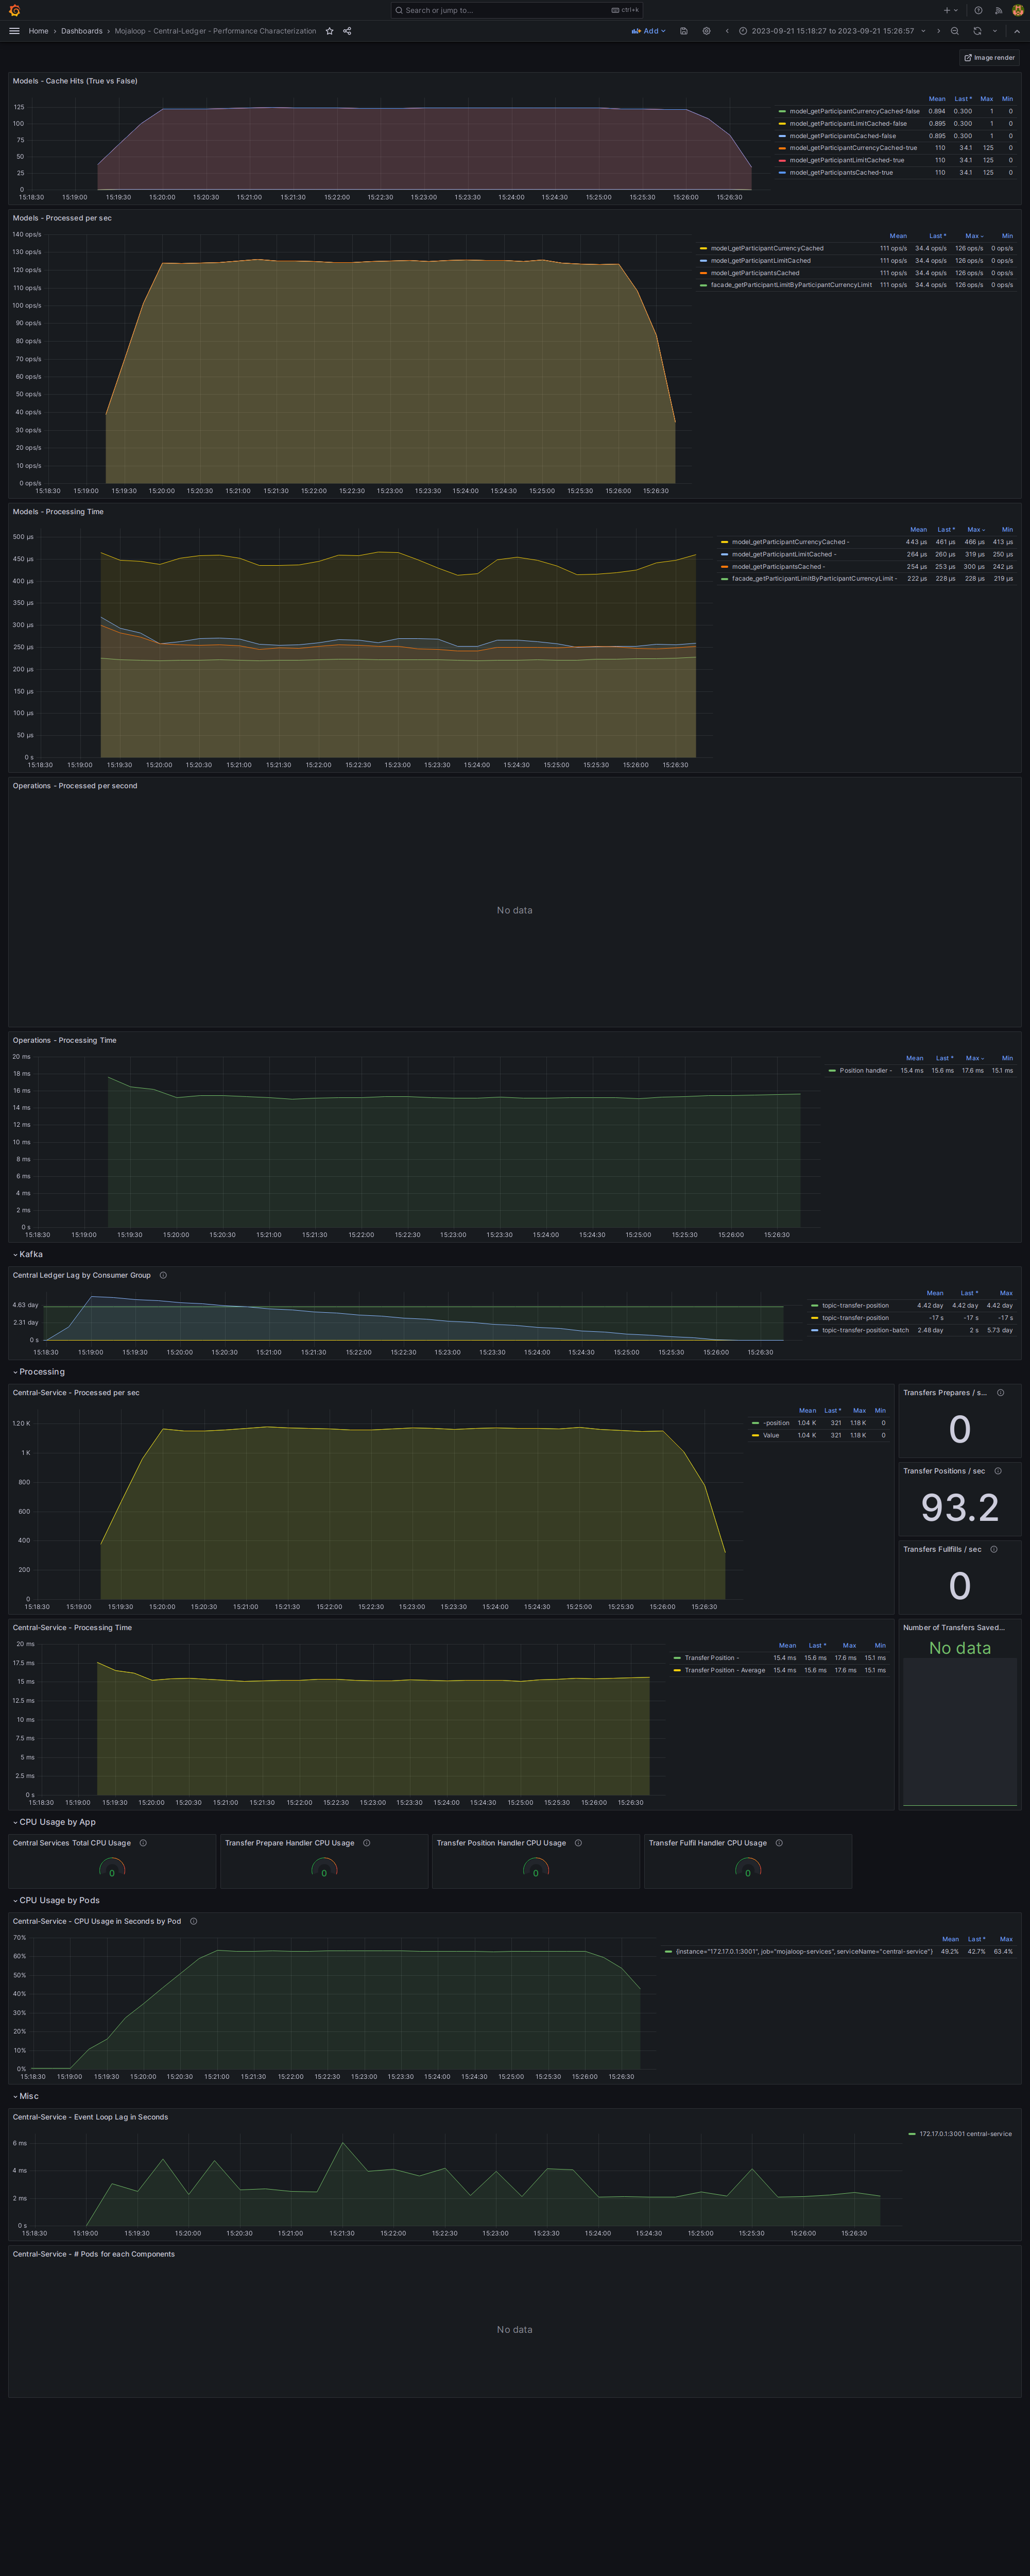 Search or jump to...
ctrl+k
Home › Dashboards › Mojaloop - Central-Ledger - Performance Characterization
Add
2023-09-21 15:18:27 to 2023-09-21 15:26:57
Image render
Models - Cache Hits (True vs False)
125
100
75
50
25
0
15:18:30 15:19:00 15:19:30 15:20:00 15:20:30 15:21:00 15:21:30 15:22:00 15:22:30 15:23:00 15:23:30 15:24:00 15:24:30 15:25:00 15:25:30 15:26:00 15:26:30
Mean Last * Max Min
model_getParticipantCurrencyCached-false 0.894 0.300 1 0
model_getParticipantLimitCached-false 0.895 0.300 1 0
model_getParticipantsCached-false 0.895 0.300 1 0
model_getParticipantCurrencyCached-true 110 34.1 125 0
model_getParticipantLimitCached-true 110 34.1 125 0
model_getParticipantsCached-true 110 34.1 125 0
Models - Processed per sec
140 ops/s
130 ops/s
120 ops/s
110 ops/s
100 ops/s
90 ops/s
80 ops/s
70 ops/s
60 ops/s
50 ops/s
40 ops/s
30 ops/s
20 ops/s
10 ops/s
0 ops/s
15:18:30 15:19:00 15:19:30 15:20:00 15:20:30 15:21:00 15:21:30 15:22:00 15:22:30 15:23:00 15:23:30 15:24:00 15:24:30 15:25:00 15:25:30 15:26:00 15:26:30
Mean Last * Max Min
model_getParticipantCurrencyCached 111 ops/s 34.4 ops/s 126 ops/s 0 ops/s
model_getParticipantLimitCached 111 ops/s 34.4 ops/s 126 ops/s 0 ops/s
model_getParticipantsCached 111 ops/s 34.4 ops/s 126 ops/s 0 ops/s
facade_getParticipantLimitByParticipantCurrencyLimit 111 ops/s 34.4 ops/s 126 ops/s 0 ops/s
Models - Processing Time
500 µs
450 µs
400 µs
350 µs
300 µs
250 µs
200 µs
150 µs
100 µs
50 µs
0 s
15:18:30 15:19:00 15:19:30 15:20:00 15:20:30 15:21:00 15:21:30 15:22:00 15:22:30 15:23:00 15:23:30 15:24:00 15:24:30 15:25:00 15:25:30 15:26:00 15:26:30
Mean Last * Max Min
model_getParticipantCurrencyCached - 443 µs 461 µs 466 µs 413 µs
model_getParticipantLimitCached - 264 µs 260 µs 319 µs 250 µs
model_getParticipantsCached - 254 µs 253 µs 300 µs 242 µs
facade_getParticipantLimitByParticipantCurrencyLimit - 222 µs 228 µs 228 µs 219 µs
Operations - Processed per second
No data
Operations - Processing Time
20 ms
18 ms
16 ms
14 ms
12 ms
10 ms
8 ms
6 ms
4 ms
2 ms
0 s
15:18:30 15:19:00 15:19:30 15:20:00 15:20:30 15:21:00 15:21:30 15:22:00 15:22:30 15:23:00 15:23:30 15:24:00 15:24:30 15:25:00 15:25:30 15:26:00 15:26:30
Mean Last * Max Min
Position handler - 15.4 ms 15.6 ms 17.6 ms 15.1 ms
Kafka
Central Ledger Lag by Consumer Group
4.63 day
2.31 day
0 s
15:18:30 15:19:00 15:19:30 15:20:00 15:20:30 15:21:00 15:21:30 15:22:00 15:22:30 15:23:00 15:23:30 15:24:00 15:24:30 15:25:00 15:25:30 15:26:00 15:26:30
Mean Last * Max
topic-transfer-position 4.42 day 4.42 day 4.42 day
topic-transfer-position -17 s -17 s -17 s
topic-transfer-position-batch 2.48 day 2 s 5.73 day
Processing
Central-Service - Processed per sec
1.20 K
1 K
800
600
400
200
0
15:18:30 15:19:00 15:19:30 15:20:00 15:20:30 15:21:00 15:21:30 15:22:00 15:22:30 15:23:00 15:23:30 15:24:00 15:24:30 15:25:00 15:25:30 15:26:00 15:26:30
Mean Last * Max Min
-position 1.04 K 321 1.18 K 0
Value 1.04 K 321 1.18 K 0
Transfers Prepares / s...
0
Transfer Positions / sec
93.2
Transfers Fullfills / sec
0
Central-Service - Processing Time
20 ms
17.5 ms
15 ms
12.5 ms
10 ms
7.5 ms
5 ms
2.5 ms
0 s
15:18:30 15:19:00 15:19:30 15:20:00 15:20:30 15:21:00 15:21:30 15:22:00 15:22:30 15:23:00 15:23:30 15:24:00 15:24:30 15:25:00 15:25:30 15:26:00 15:26:30
Mean Last * Max Min
Transfer Position - 15.4 ms 15.6 ms 17.6 ms 15.1 ms
Transfer Position - Average 15.4 ms 15.6 ms 17.6 ms 15.1 ms
Number of Transfers Saved...
No data
CPU Usage by App
Central Services Total CPU Usage
0
Transfer Prepare Handler CPU Usage
0
Transfer Position Handler CPU Usage
0
Transfer Fulfil Handler CPU Usage
0
CPU Usage by Pods
Central-Service - CPU Usage in Seconds by Pod
70%
60%
50%
40%
30%
20%
10%
0%
15:18:30 15:19:00 15:19:30 15:20:00 15:20:30 15:21:00 15:21:30 15:22:00 15:22:30 15:23:00 15:23:30 15:24:00 15:24:30 15:25:00 15:25:30 15:26:00 15:26:30
Mean Last * Max
{instance="172.17.0.1:3001", job="mojaloop-services", serviceName="central-service"} 49.2% 42.7% 63.4%
Misc
Central-Service - Event Loop Lag in Seconds
6 ms
4 ms
2 ms
0 s
15:18:30 15:19:00 15:19:30 15:20:00 15:20:30 15:21:00 15:21:30 15:22:00 15:22:30 15:23:00 15:23:30 15:24:00 15:24:30 15:25:00 15:25:30 15:26:00 15:26:30
172.17.0.1:3001 central-service
Central-Service - # Pods for each Components
No data